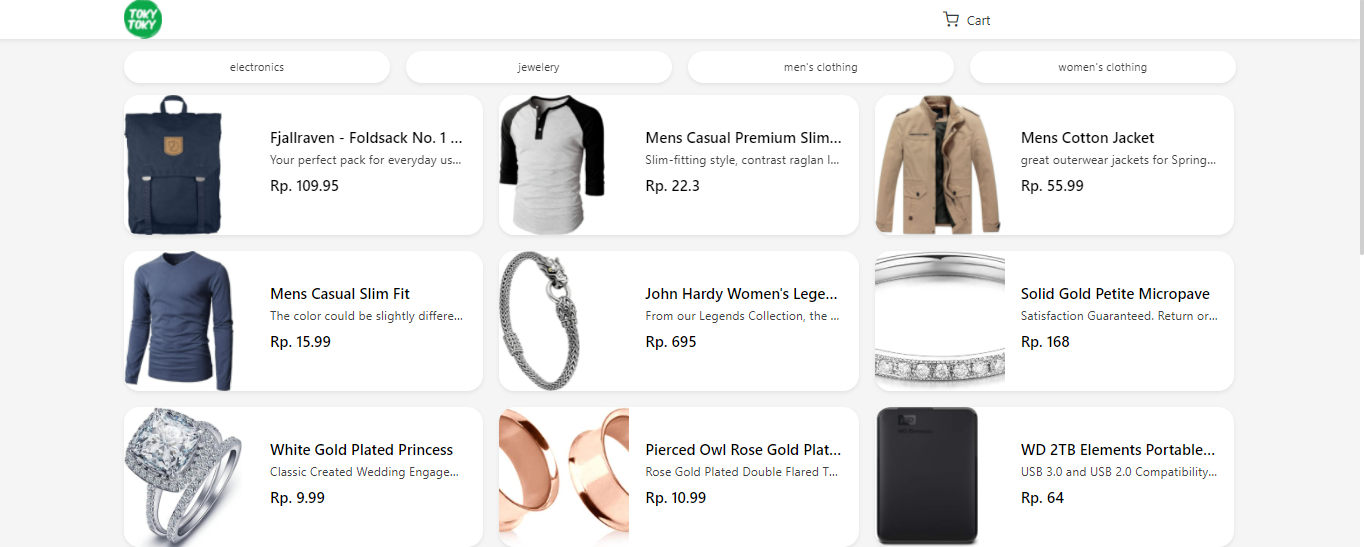 TOKY
TOKY
Cart
electronics
jewelery
men's clothing
women's clothing
Fjallraven - Foldsack No. 1 ...
Your perfect pack for everyday us...
Rp. 109.95
Mens Casual Premium Slim...
Slim-fitting style, contrast raglan l...
Rp. 22.3
Mens Cotton Jacket
great outerwear jackets for Spring...
Rp. 55.99
Mens Casual Slim Fit
The color could be slightly differe...
Rp. 15.99
John Hardy Women's Lege...
From our Legends Collection, the ...
Rp. 695
Solid Gold Petite Micropave
Satisfaction Guaranteed. Return or...
Rp. 168
White Gold Plated Princess
Classic Created Wedding Engage...
Rp. 9.99
Pierced Owl Rose Gold Plat...
Rose Gold Plated Double Flared T...
Rp. 10.99
WD 2TB Elements Portable...
USB 3.0 and USB 2.0 Compatibility...
Rp. 64